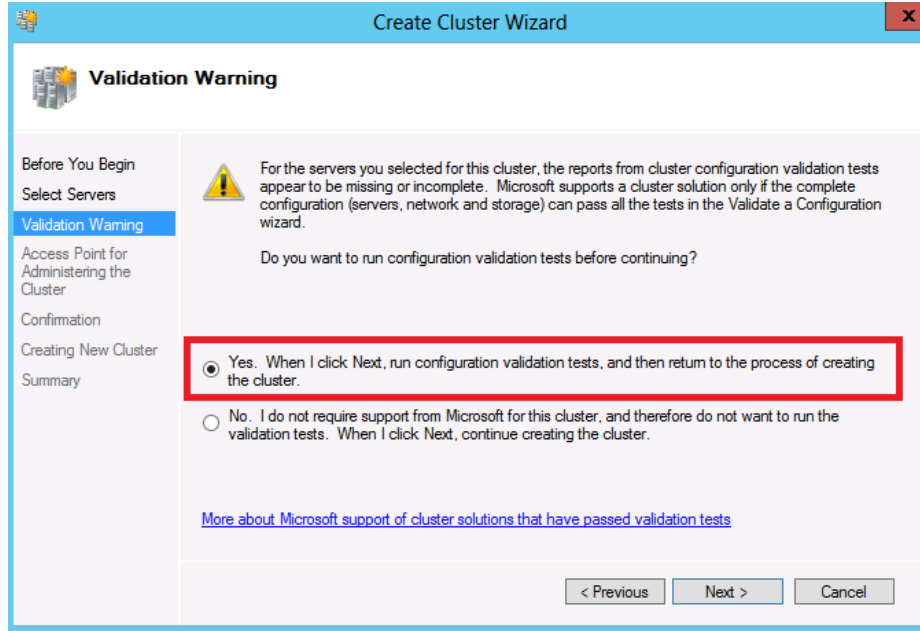 Create Cluster Wizard
x
Validation Warning
Before You Begin
Select Servers
Validation Warning
Access Point for
Administering the
Cluster
Confirmation
Creating New Cluster
Summary
For the servers you selected for this cluster, the reports from cluster configuration validation tests
appear to be missing or incomplete.  Microsoft supports a cluster solution only if the complete
configuration (servers, network and storage) can pass all the tests in the Validate a Configuration
wizard.
Do you want to run configuration validation tests before continuing?
Yes.  When I click Next, run configuration validation tests, and then return to the process of creating
the cluster.
No.  I do not require support from Microsoft for this cluster, and therefore do not want to run the
validation tests.  When I click Next, continue creating the cluster.
More about Microsoft support of cluster solutions that have passed validation tests
< Previous
Next >
Cancel